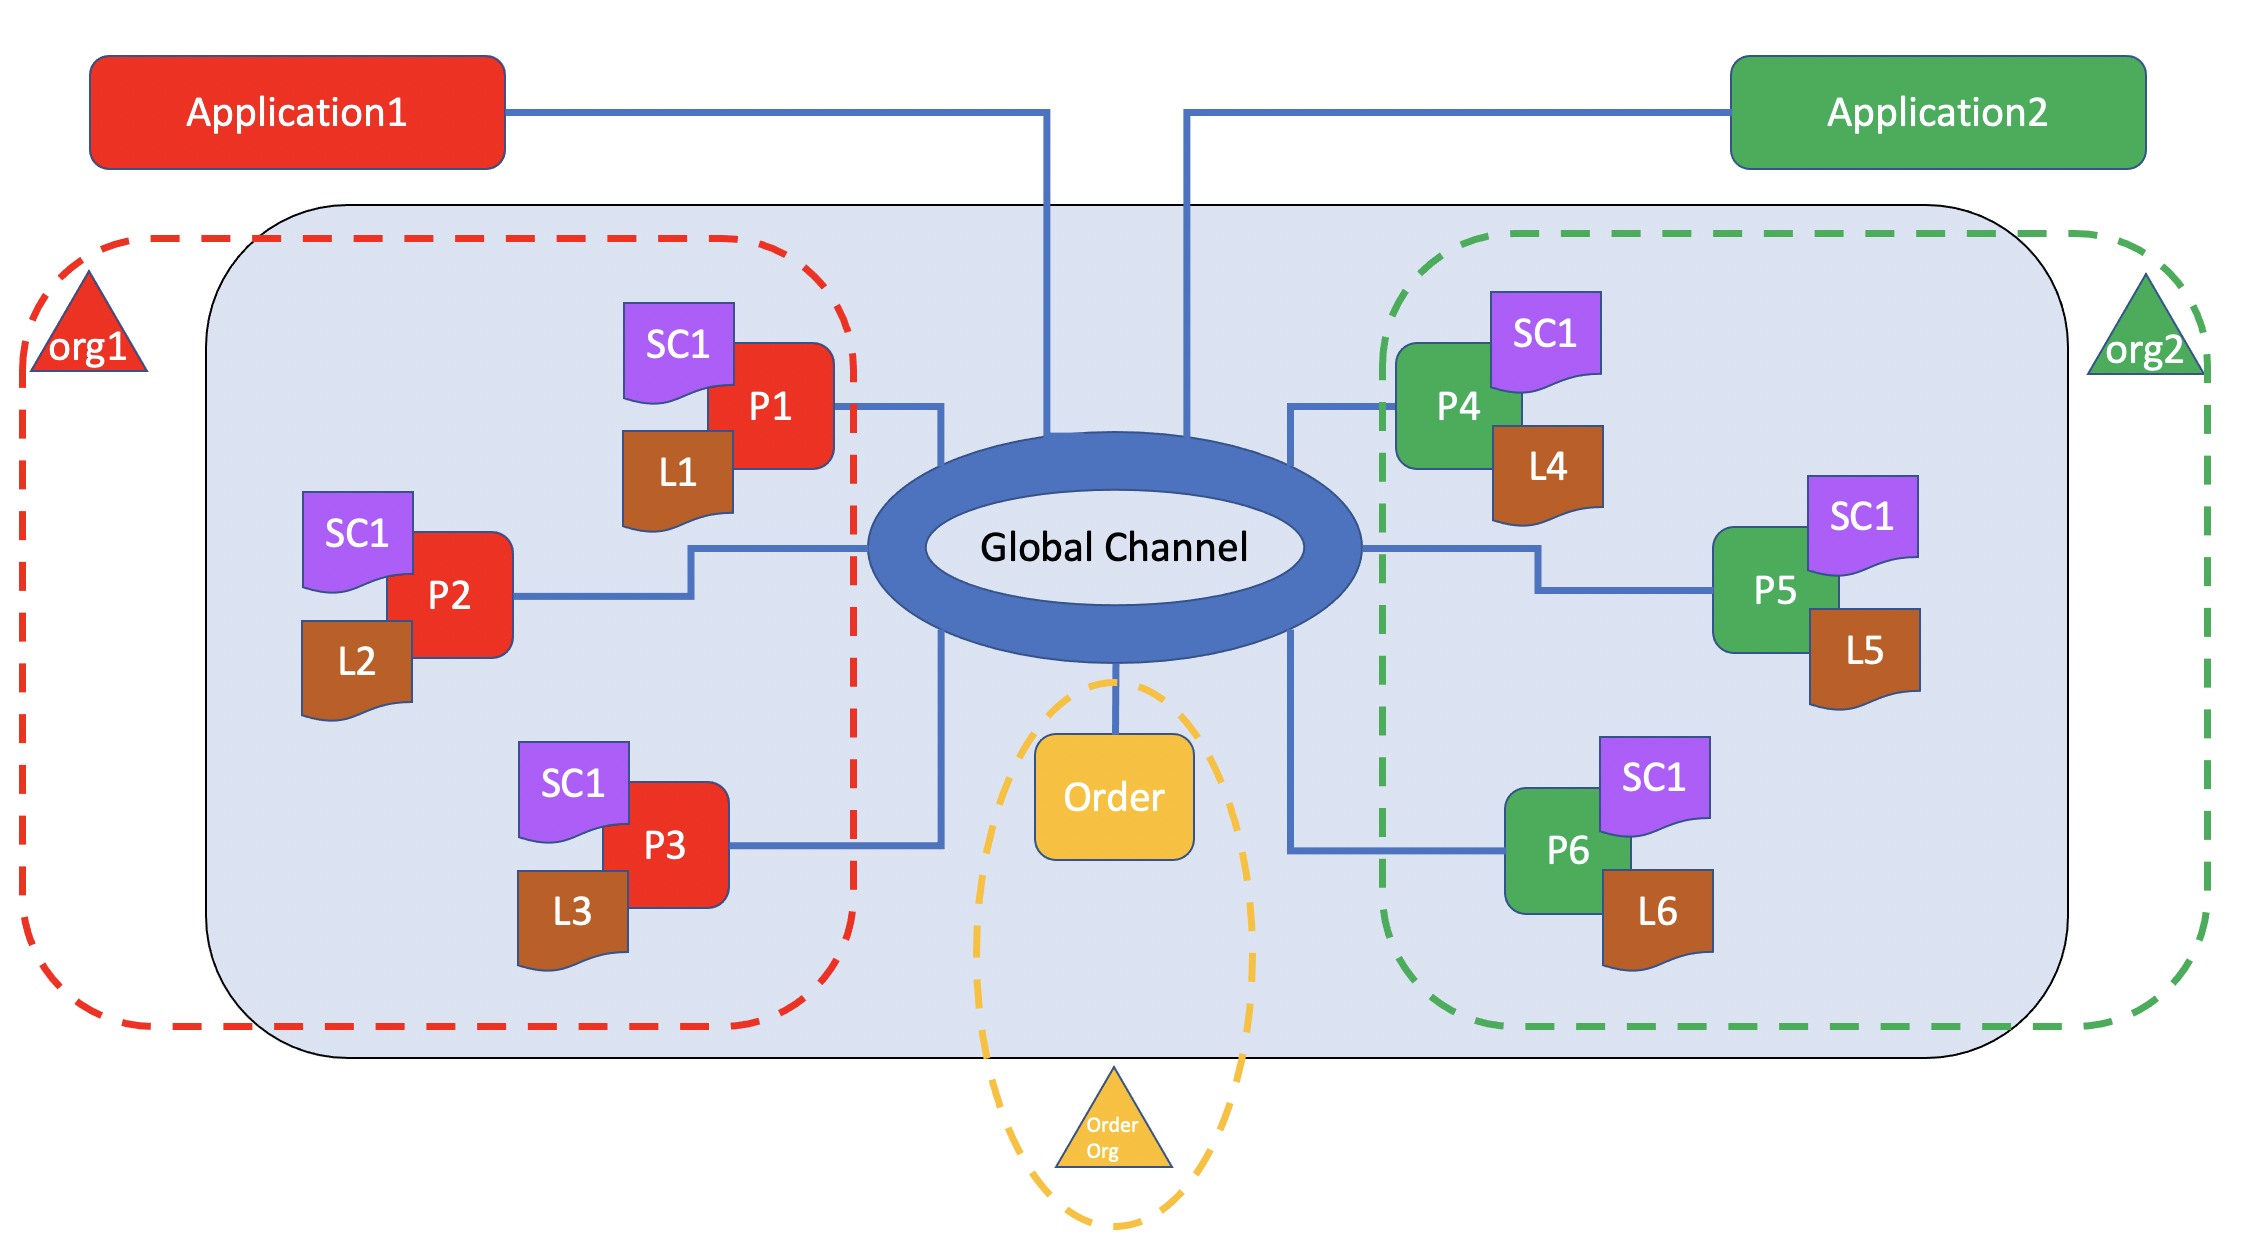 Application1
Application2
org1
org2
SC1
P1
L1
SC1
P4
L4
SC1
P2
L2
Global Channel
SC1
P5
L5
SC1
P3
L3
Order
SC1
P6
L6
Order
Org